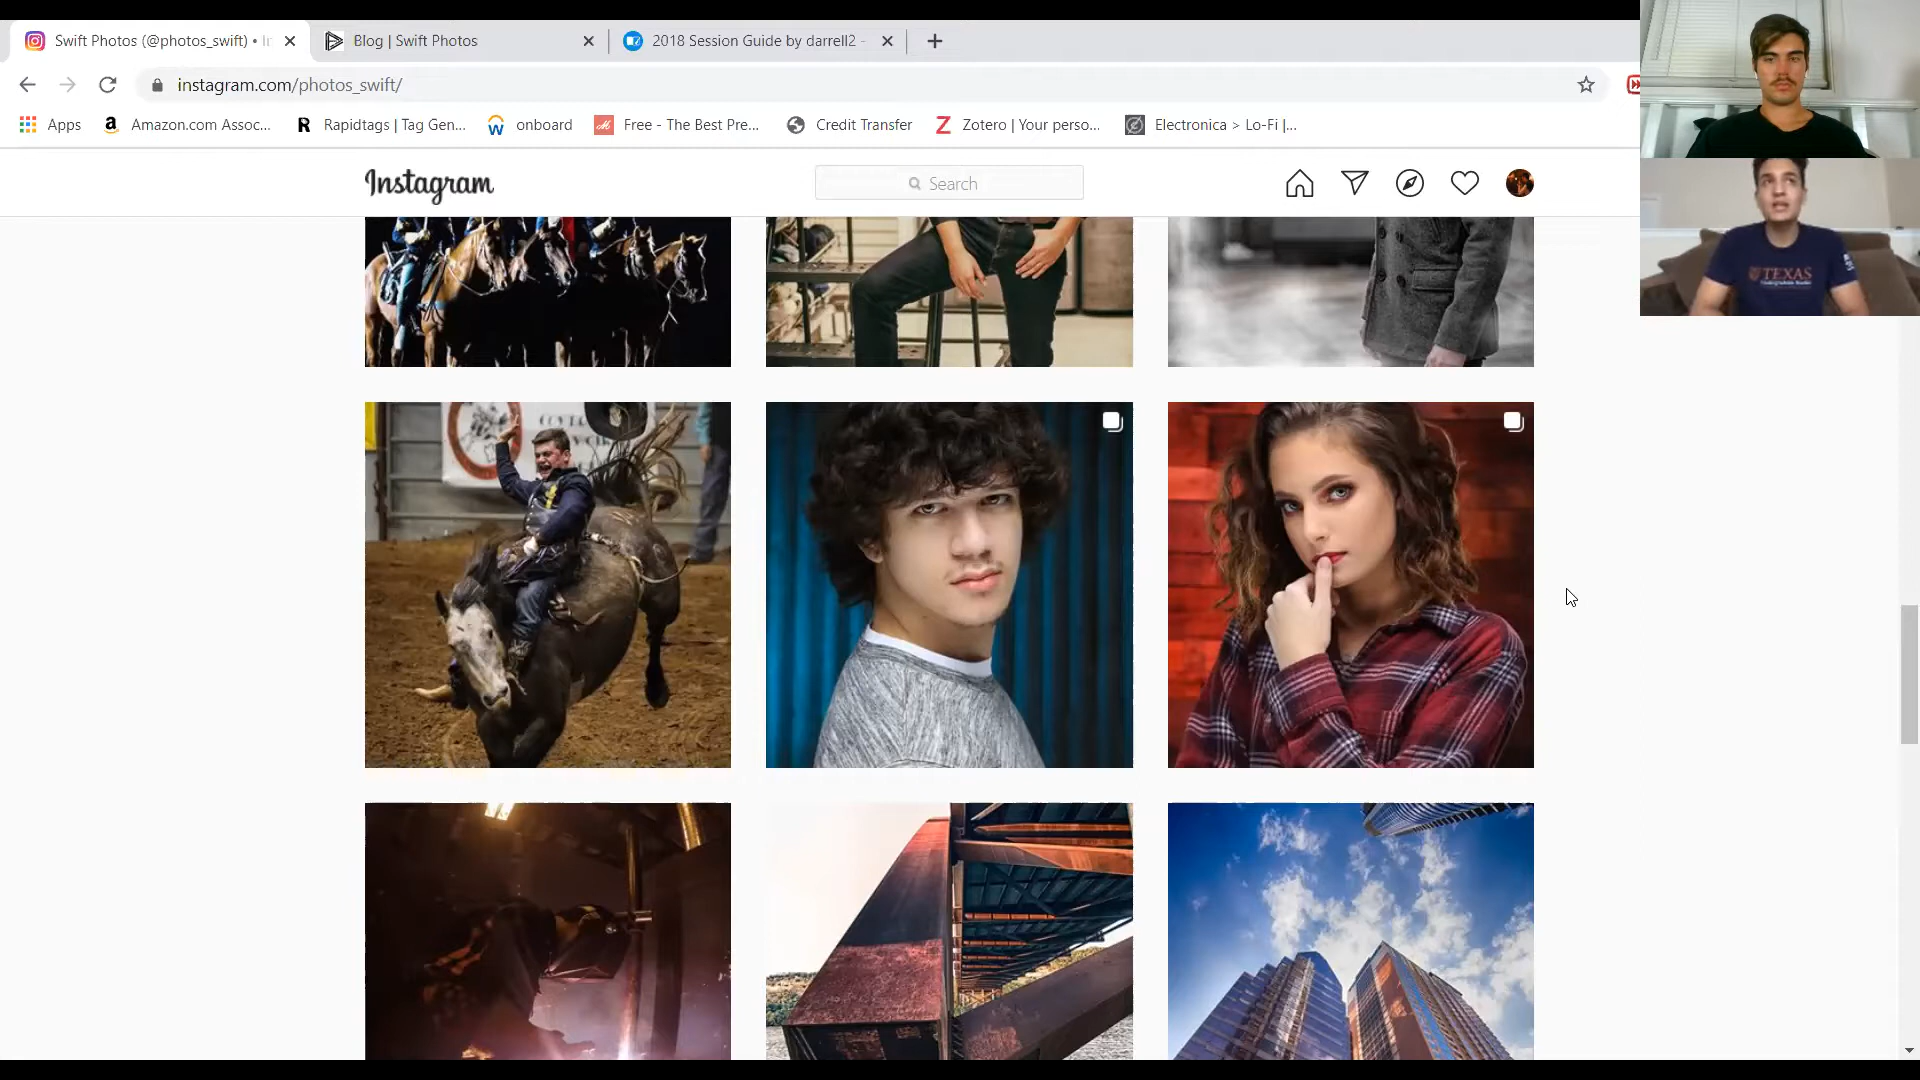 Swift Photos (@photos_swift) • In
Blog | Swift Photos
2018 Session Guide by darrell2 -
instagram.com/photos_swift/
Apps
Amazon.com Assoc...
Rapidtags | Tag Gen...
onboard
Free - The Best Pre...
Credit Transfer
Zotero | Your perso...
Electronica > Lo-Fi |...
Instagram
Search
TEXAS